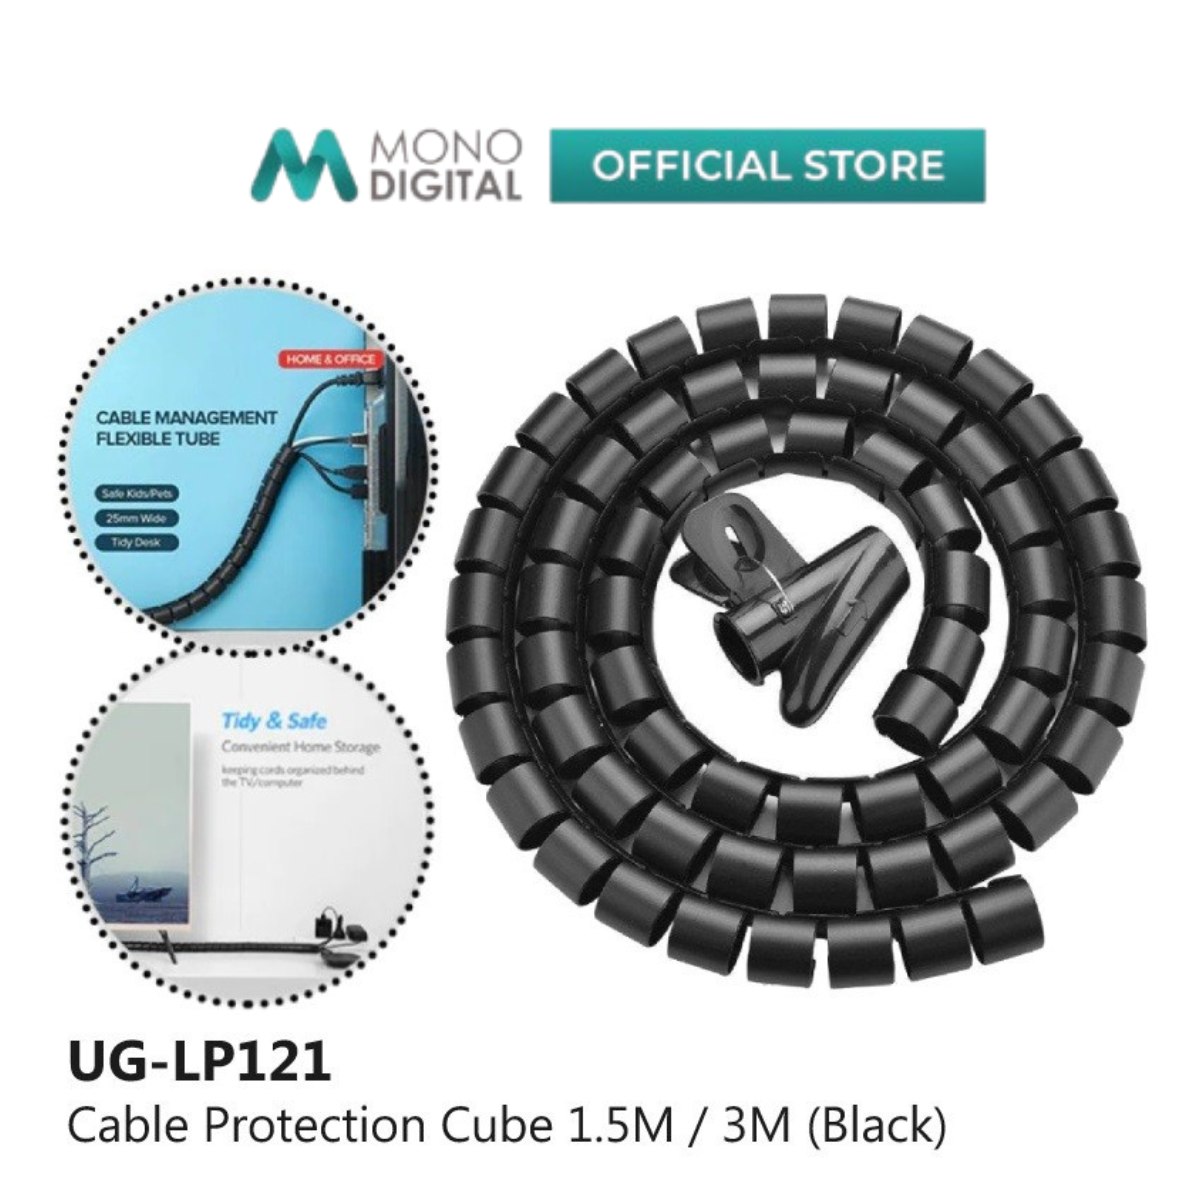 MONO
DIGITAL
OFFICIAL STORE
HOME & OFFICE
CABLE MANAGEMENT
FLEXIBLE TUBE
Safe Kids/Pets
25mm Wide
Tidy Desk
Tidy & Safe
Convenient Home Storage
keeping cords organized behind
the TV/computer
UG-LP121
Cable Protection Cube 1.5M / 3M (Black)